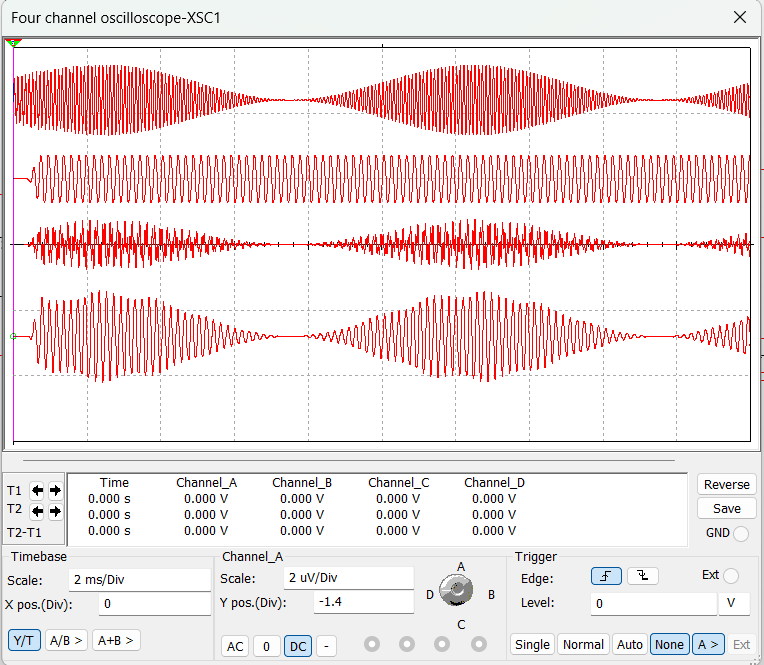 Four channel oscilloscope-XSC1
Time Channel_A Channel_B Channel_C Channel_D
T1 0.000 s 0.000 V 0.000 V 0.000 V 0.000 V
T2 0.000 s 0.000 V 0.000 V 0.000 V 0.000 V
T2-T1 0.000 s 0.000 V 0.000 V 0.000 V 0.000 V
Reverse
Save
GND
Timebase
Scale: 2 ms/Div
X pos.(Div): 0
Y/T A/B > A+B >
Channel_A
Scale: 2 uV/Div
Y pos.(Div): -1.4
AC 0 DC -
A
D B
C
Trigger
Edge: Ext
Level: 0 V
Single Normal Auto None A > Ext